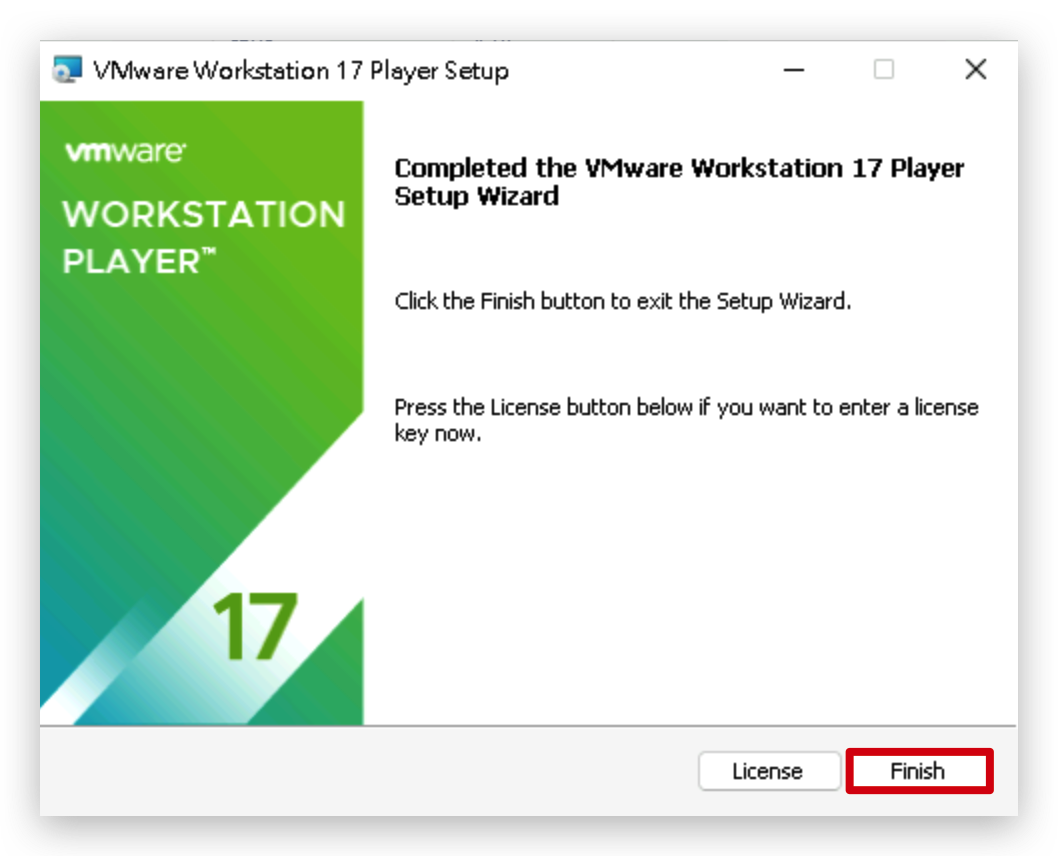 VMware Workstation 17 Player Setup
vmware
WORKSTATION
PLAYER™
Completed the VMware Workstation 17 Player
Setup Wizard
Click the Finish button to exit the Setup Wizard.
Press the License button below if you want to enter a license
key now.
17
License
Finish